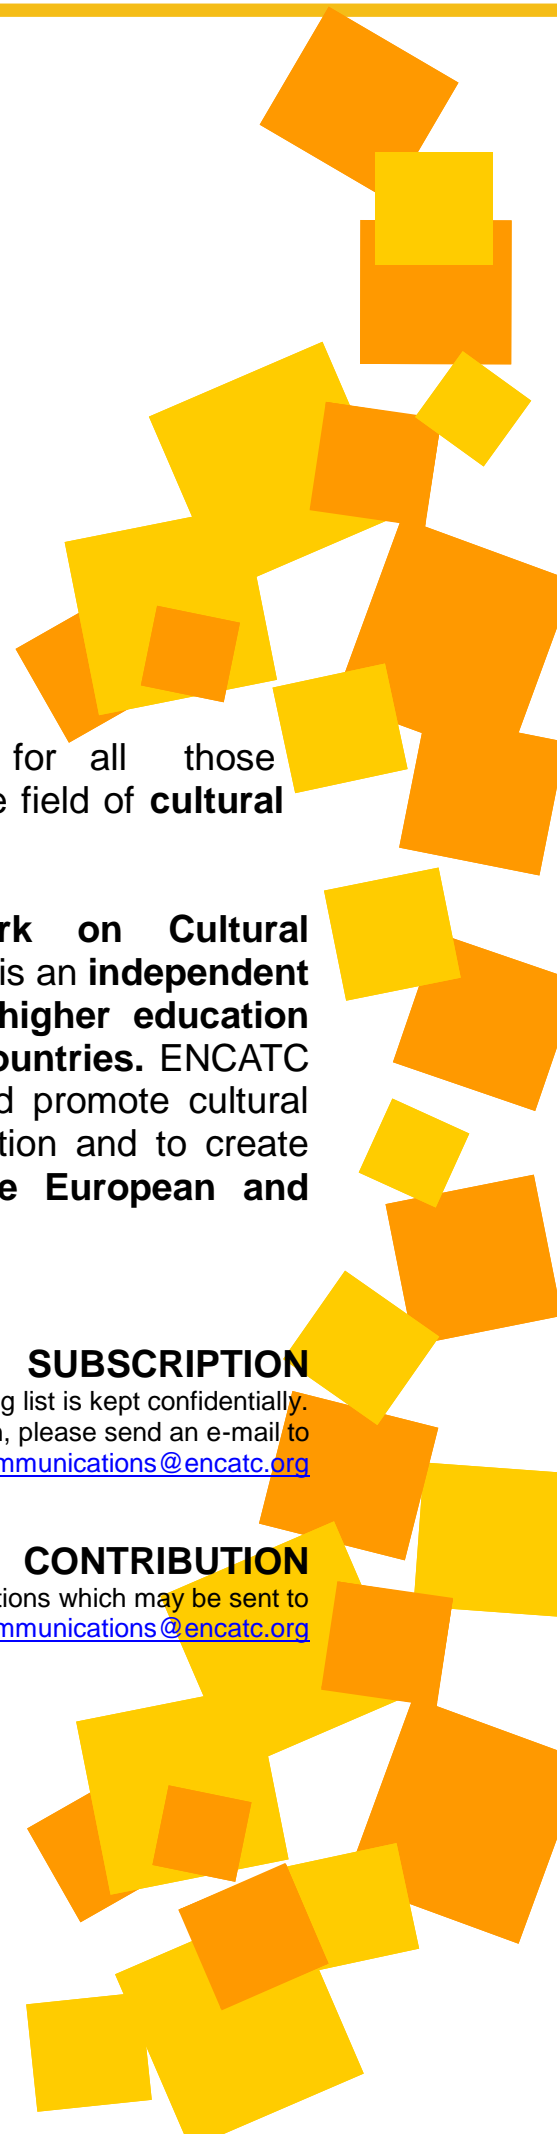 for all those
field of cultural
rk on Cultural
is an independent
higher education
ountries. ENCATC
d promote cultural
tion and to create
e European and
SUBSCRIPTION
g list is kept confidentially.
, please send an e-mail to
mmunications@encatc.org
CONTRIBUTION
tions which may be sent to
mmunications@encatc.org